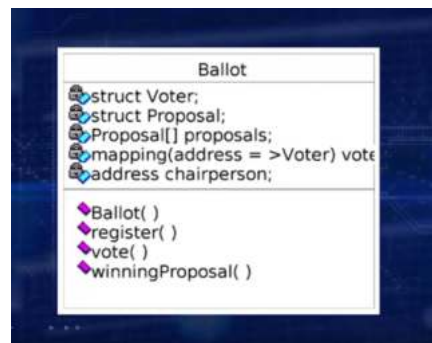 Ballot
struct Voter;
struct Proposal;
Proposal[] proposals;
mapping(address = >Voter) vote
address chairperson;
Ballot( )
register( )
vote( )
winningProposal( )